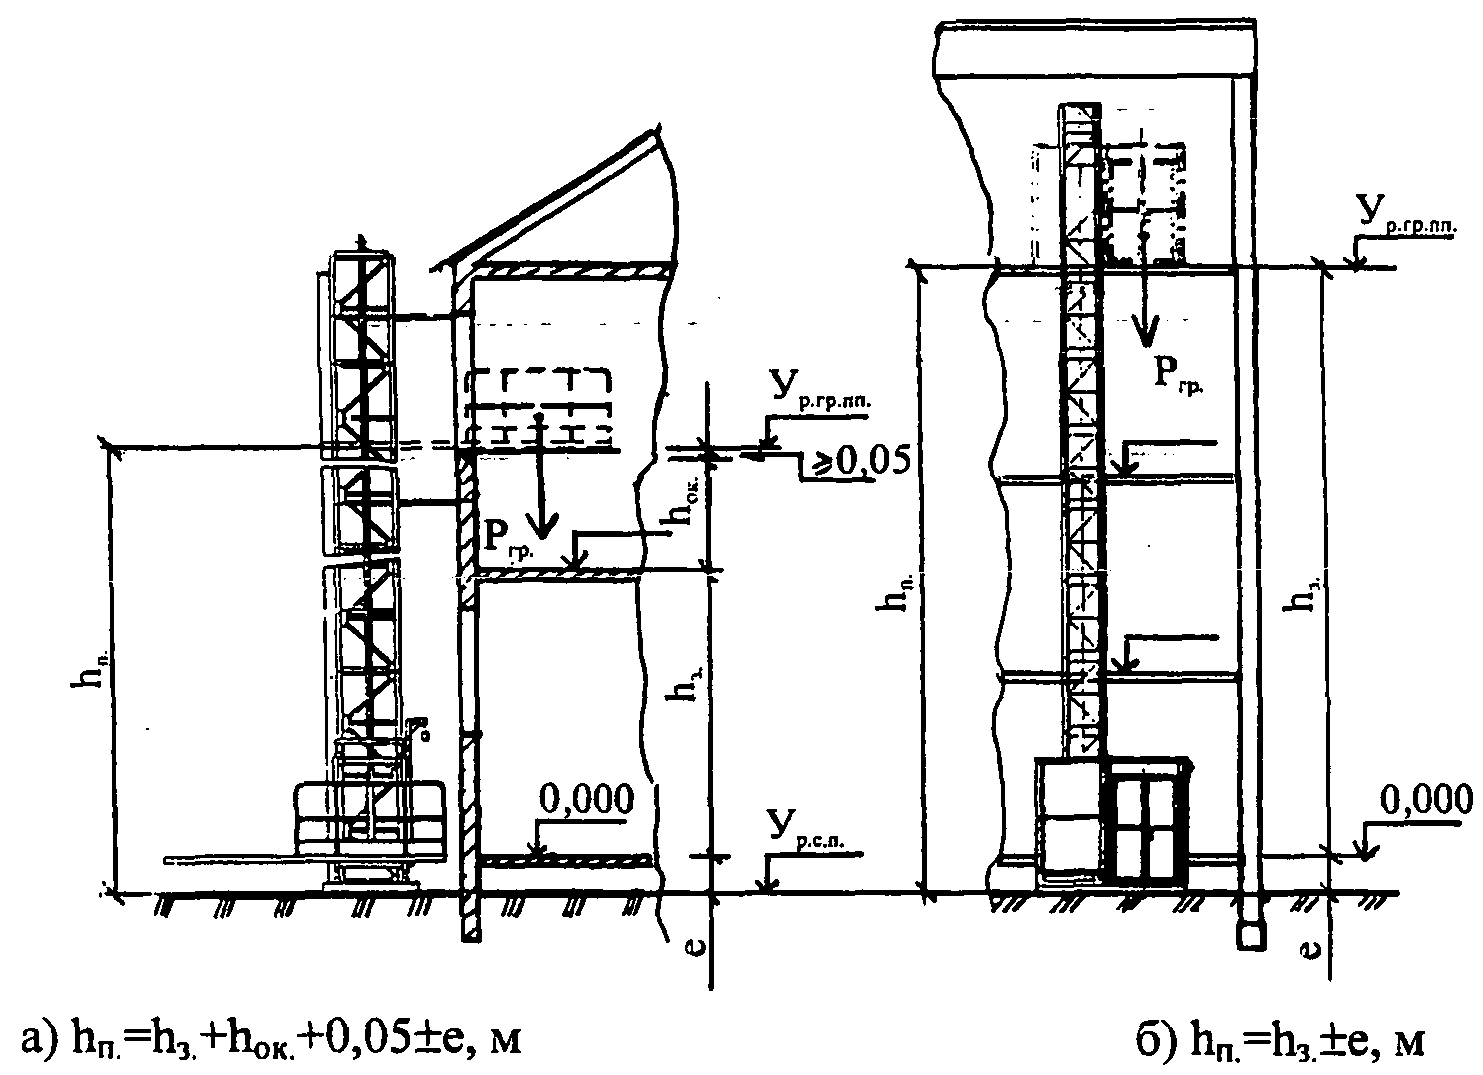 У р.гр.пп.
≥0,05
h ок.
P гр.
h п.
h з.
0,000
У р.с.п.
e
У р.гр.пп.
P гр.
h п.
h з.
0,000
e
а) hп.=hз.+hок.+0,05±e, м
б) hп.=hз.±e, м